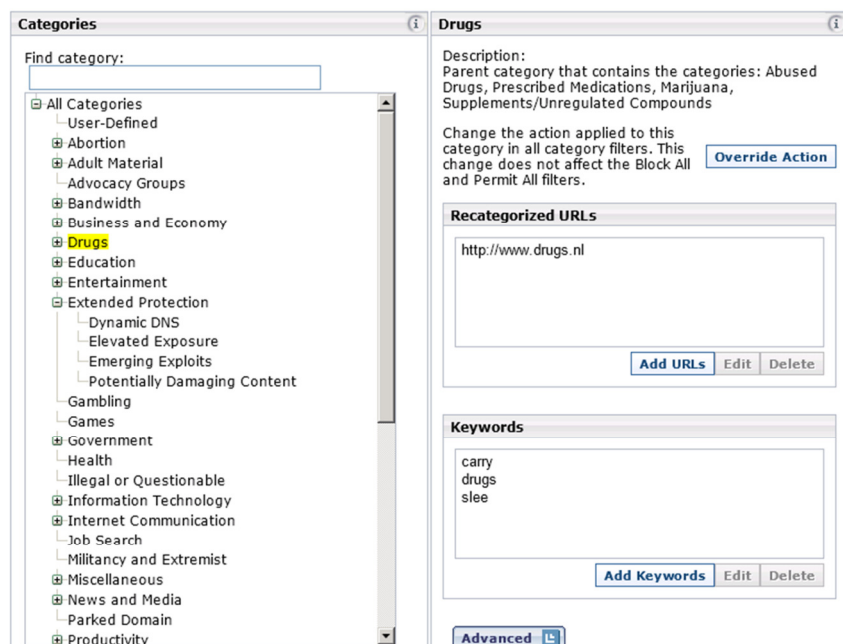 Categories
Find category:
All Categories
User-Defined
Abortion
Adult Material
Advocacy Groups
Bandwidth
Business and Economy
Drugs
Education
Entertainment
Extended Protection
Dynamic DNS
Elevated Exposure
Emerging Exploits
Potentially Damaging Content
Gambling
Games
Government
Health
Illegal or Questionable
Information Technology
Internet Communication
Job Search
Militancy and Extremist
Miscellaneous
News and Media
Parked Domain
Productivity
Drugs
Description:
Parent category that contains the categories: Abused
Drugs, Prescribed Medications, Marijuana,
Supplements/Unregulated Compounds
Change the action applied to this
category in all category filters. This
change does not affect the Block All
and Permit All filters.
Override Action
Recategorized URLs
http://www.drugs.nl
Add URLs Edit Delete
Keywords
carry
drugs
slee
Add Keywords Edit Delete
Advanced